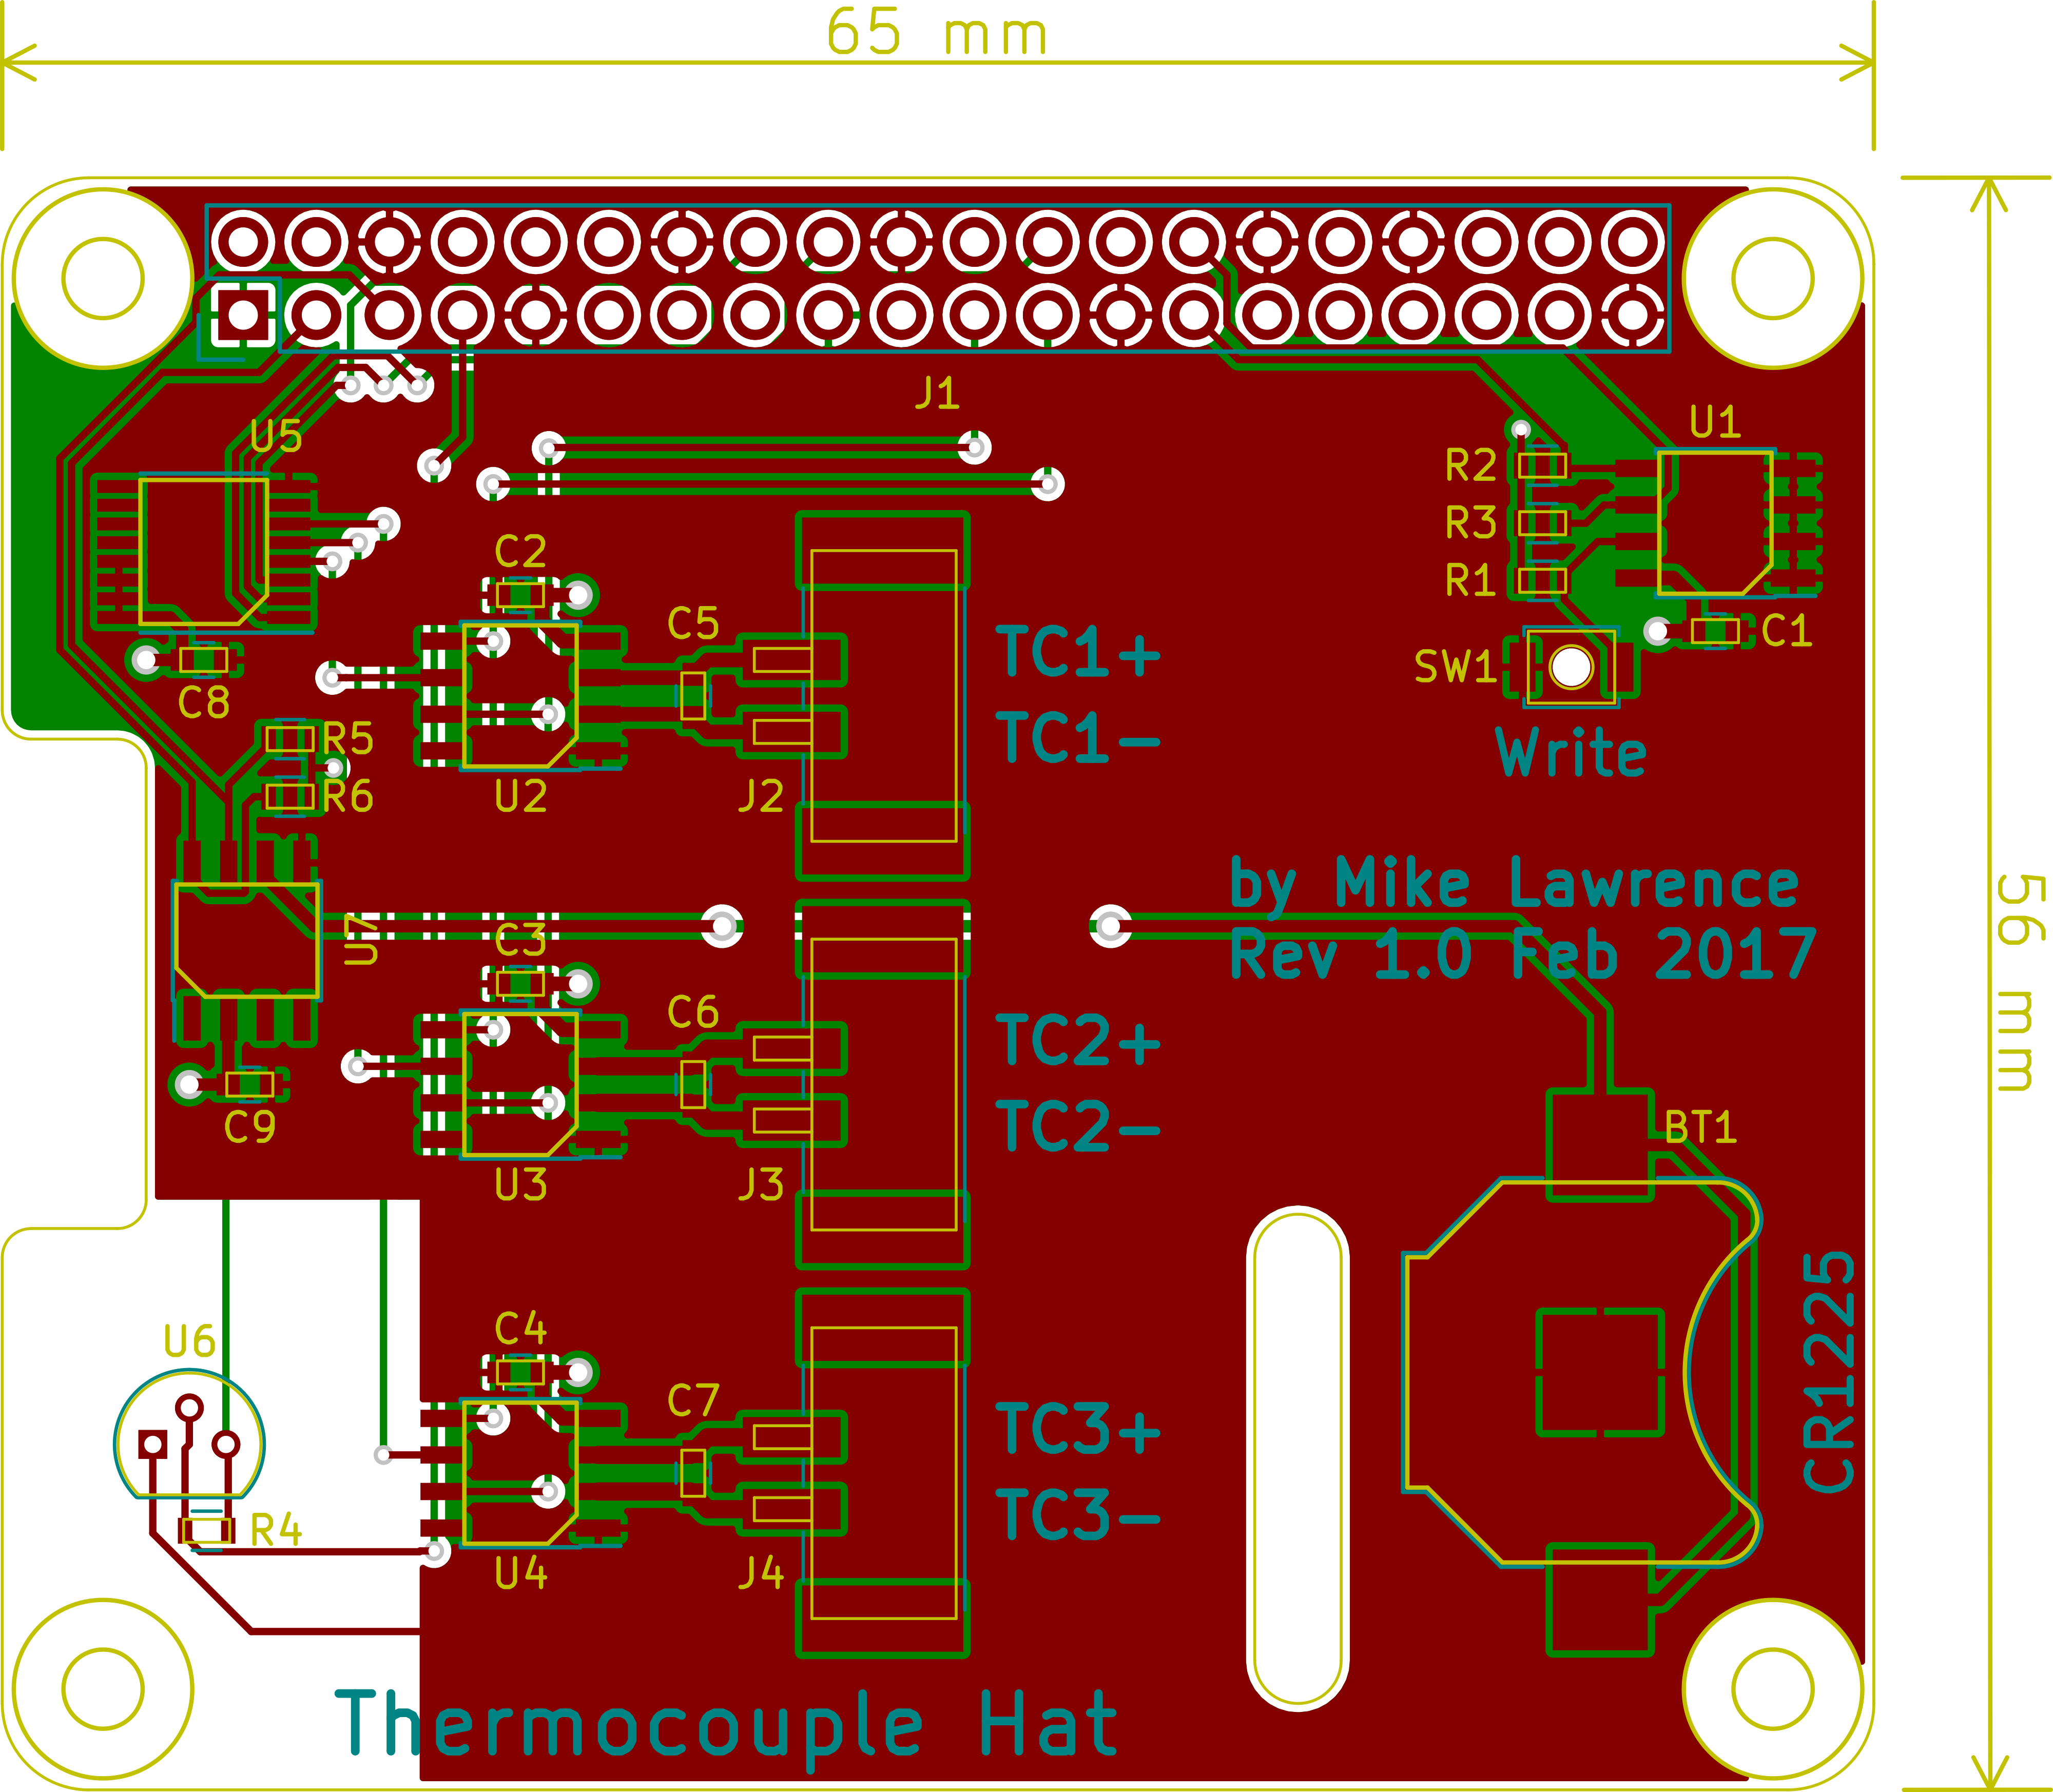 65 mm
J1
U5
U1
R2
R3
C2
R1
C5
C1
TC1+
SW1
C8
TC1-
R5
Write
R6
U2
J2
by Mike Lawrence
U7
C3
Rev 1.0 Feb 2017
56 mm
C6
TC2+
C9
TC2-
BT1
U3
J3
U6
C4
CR1225
C7
TC3+
R4
TC3-
U4
J4
Thermocouple Hat